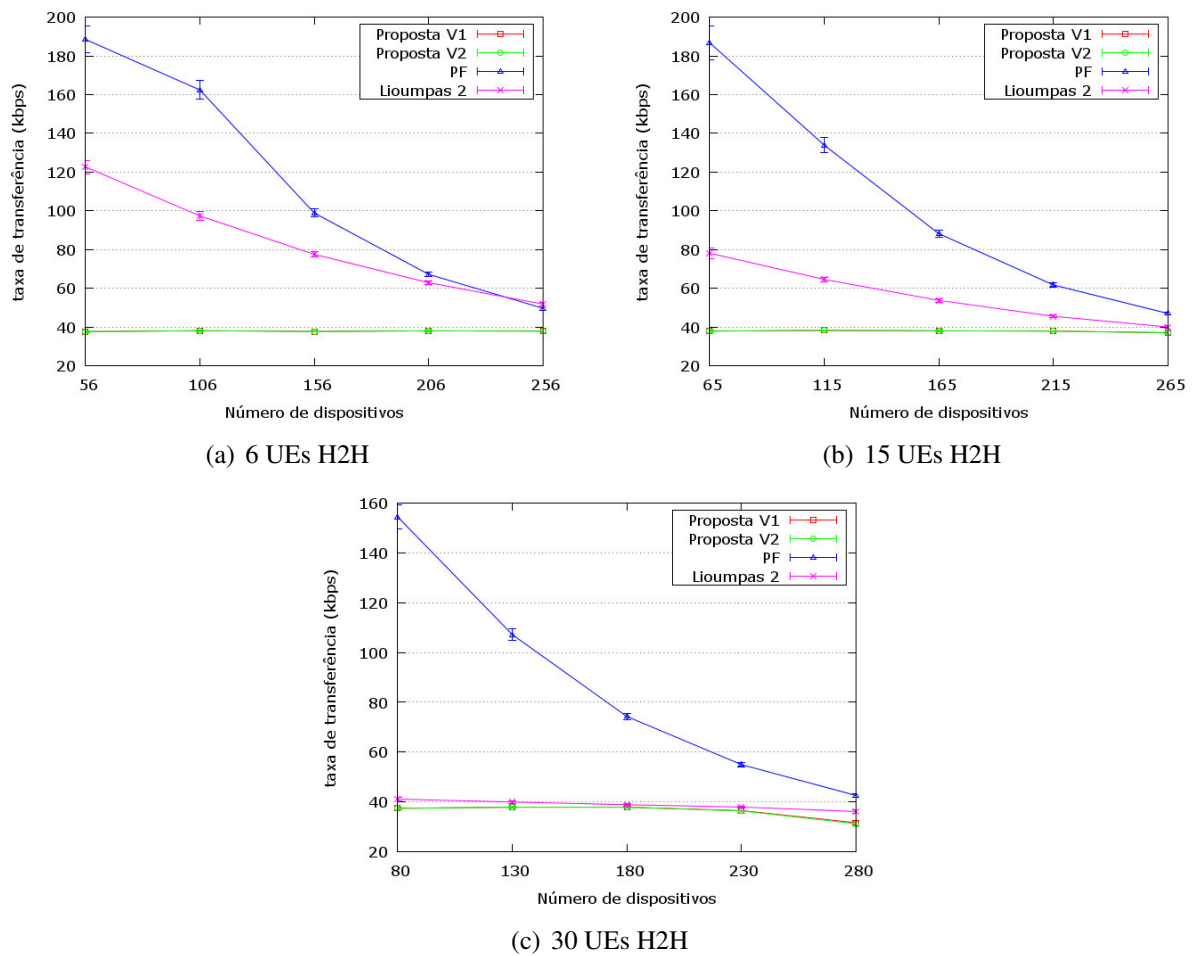 200
180
160
140
120
100
80
60
40
20
taxa de transferência (kbps)
Proposta V1
Proposta V2
PF
Lioumpas 2
56 106 156 206 256
Número de dispositivos
(a) 6 UEs H2H
200
180
160
140
120
100
80
60
40
20
taxa de transferência (kbps)
Proposta V1
Proposta V2
PF
Lioumpas 2
65 115 165 215 265
Número de dispositivos
(b) 15 UEs H2H
160
140
120
100
80
60
40
20
taxa de transferência (kbps)
Proposta V1
Proposta V2
PF
Lioumpas 2
80 130 180 230 280
Número de dispositivos
(c) 30 UEs H2H